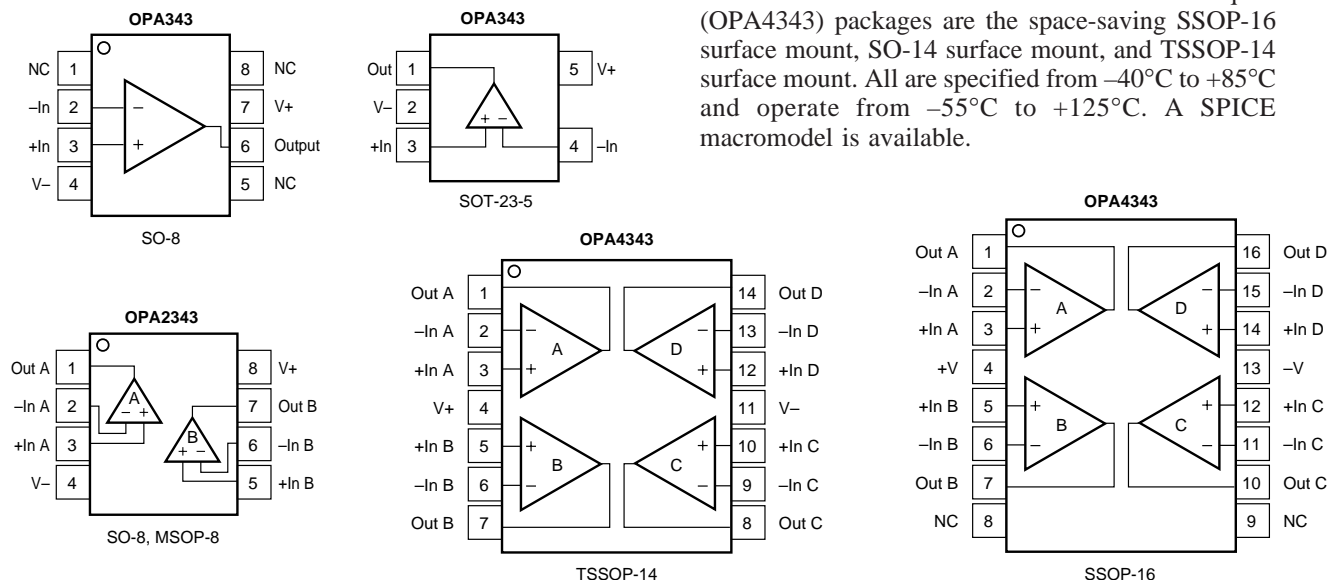 (OPA4343) packages are the space-saving SSOP-16
surface mount, SO-14 surface mount, and TSSOP-14
surface mount. All are specified from –40°C to +85°C
and operate from –55°C to +125°C. A SPICE
macromodel is available.
OPA343
NC 1 8 NC
–In 2 – 7 V+
+In 3 + 6 Output
V– 4 5 NC
SO-8
OPA343
Out 1 5 V+
V– 2
+ –
+In 3 4 –In
SOT-23-5
OPA2343
Out A 1 8 V+
A
–In A 2 – + 7 Out B
B
+In A 3 + – 6 –In B
V– 4 5 +In B
SO-8, MSOP-8
OPA4343
Out A 1 14 Out D
–In A 2 – – 13 –In D
A D
+In A 3 + + 12 +In D
V+ 4 11 V–
+In B 5 + + 10 +In C
B C
–In B 6 – – 9 –In C
Out B 7 8 Out C
TSSOP-14
OPA4343
Out A 1 16 Out D
–In A 2 – – 15 –In D
A D
+In A 3 + + 14 +In D
+V 4 13 –V
+In B 5 + + 12 +In C
B C
–In B 6 – – 11 –In C
Out B 7 10 Out C
NC 8 9 NC
SSOP-16